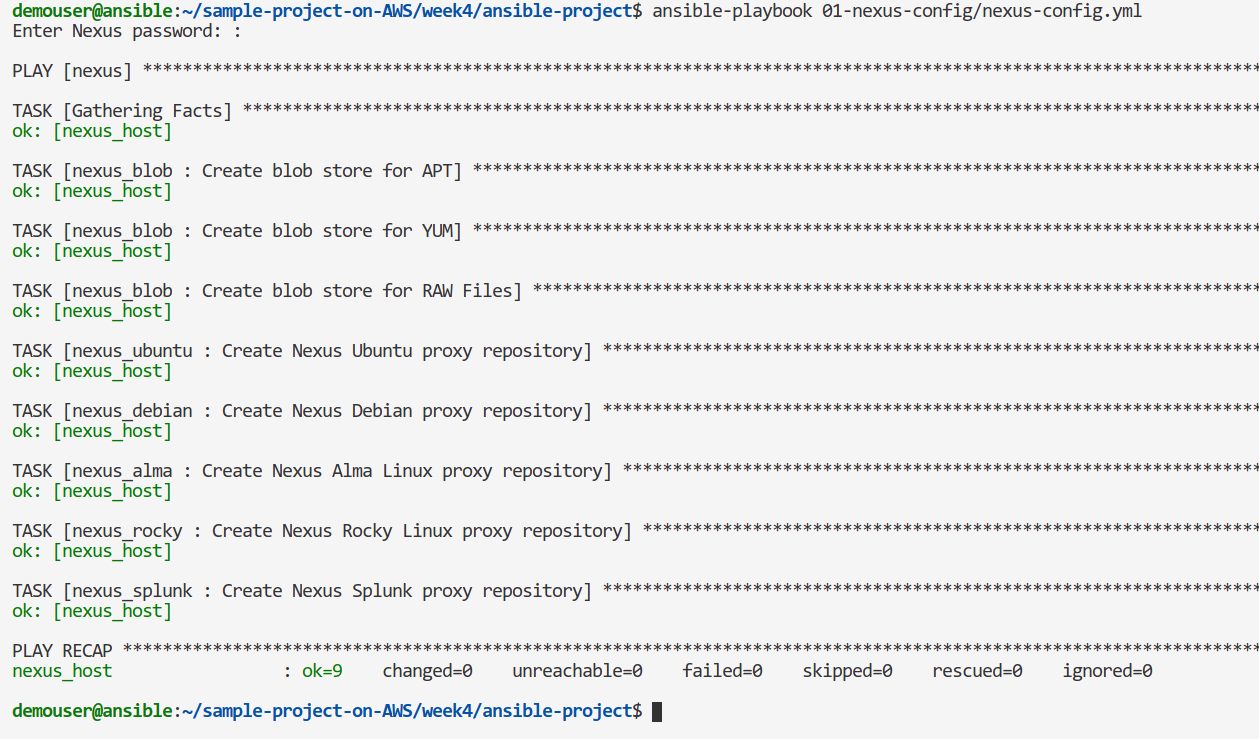 demouser@ansible:~/sample-project-on-AWS/week4/ansible-project$ ansible-playbook 01-nexus-config/nexus-config.yml
Enter Nexus password: :
PLAY [nexus] ****************************************************************************************************************
TASK [Gathering Facts] ******************************************************************************************************
ok: [nexus_host]
TASK [nexus_blob : Create blob store for APT] *******************************************************************************
ok: [nexus_host]
TASK [nexus_blob : Create blob store for YUM] *******************************************************************************
ok: [nexus_host]
TASK [nexus_blob : Create blob store for RAW Files] *************************************************************************
ok: [nexus_host]
TASK [nexus_ubuntu : Create Nexus Ubuntu proxy repository] ******************************************************************
ok: [nexus_host]
TASK [nexus_debian : Create Nexus Debian proxy repository] ******************************************************************
ok: [nexus_host]
TASK [nexus_alma : Create Nexus Alma Linux proxy repository] ****************************************************************
ok: [nexus_host]
TASK [nexus_rocky : Create Nexus Rocky Linux proxy repository] **************************************************************
ok: [nexus_host]
TASK [nexus_splunk : Create Nexus Splunk proxy repository] ******************************************************************
ok: [nexus_host]
PLAY RECAP ******************************************************************************************************************
nexus_host                 : ok=9    changed=0    unreachable=0    failed=0    skipped=0    rescued=0    ignored=0
demouser@ansible:~/sample-project-on-AWS/week4/ansible-project$